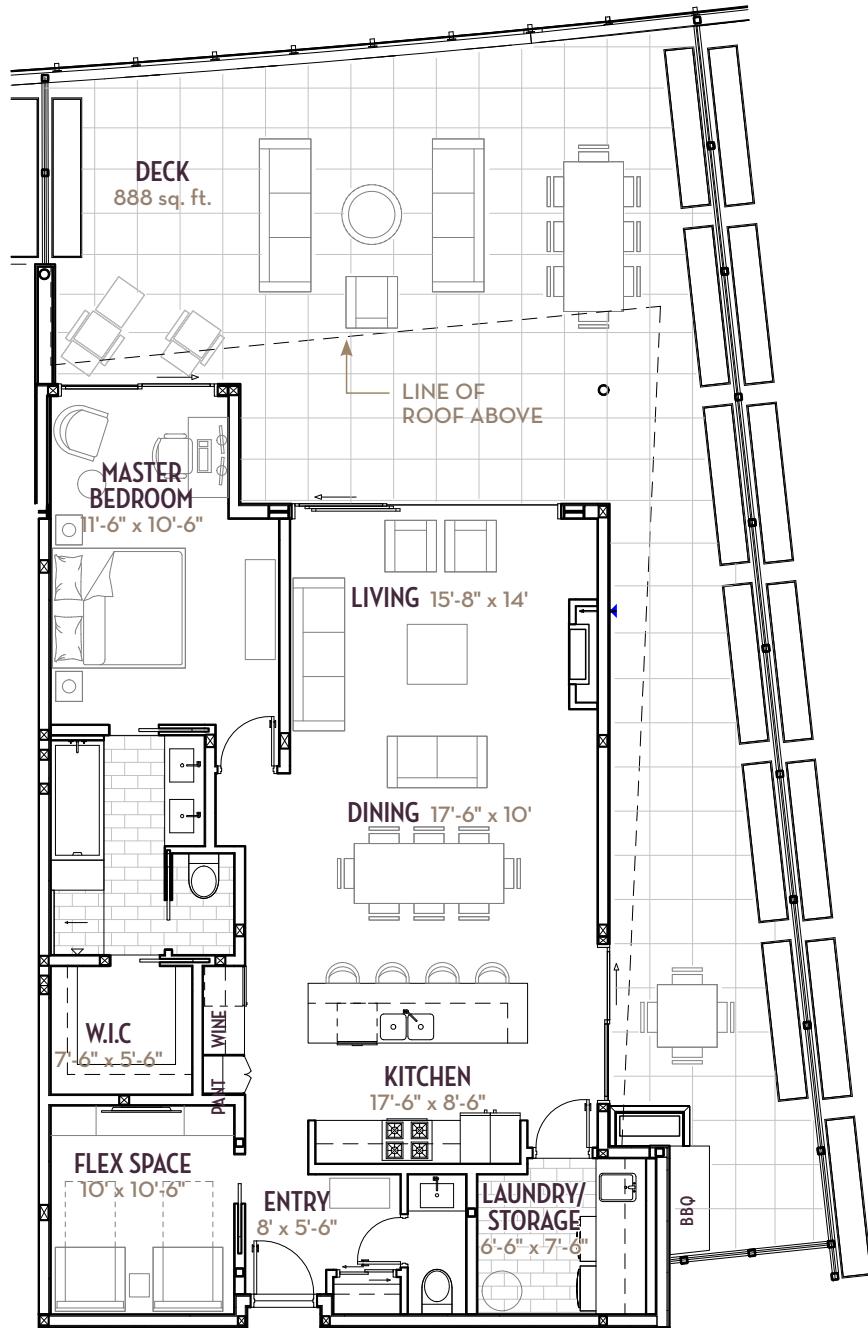 DECK
888 sq. ft.
LINE OF
ROOF ABOVE
MASTER
BEDROOM
11'-6" x 10'-6"
LIVING 15'-8" x 14'
DINING 17'-6" x 10'
W.I.C
7'-6" x 5'-6"
WINE
PANT
KITCHEN
17'-6" x 8'-6"
FLEX SPACE
10' x 10'-6"
ENTRY
8' x 5'-6"
LAUNDRY/
STORAGE
6'-6" x 7'-6"
BBQ